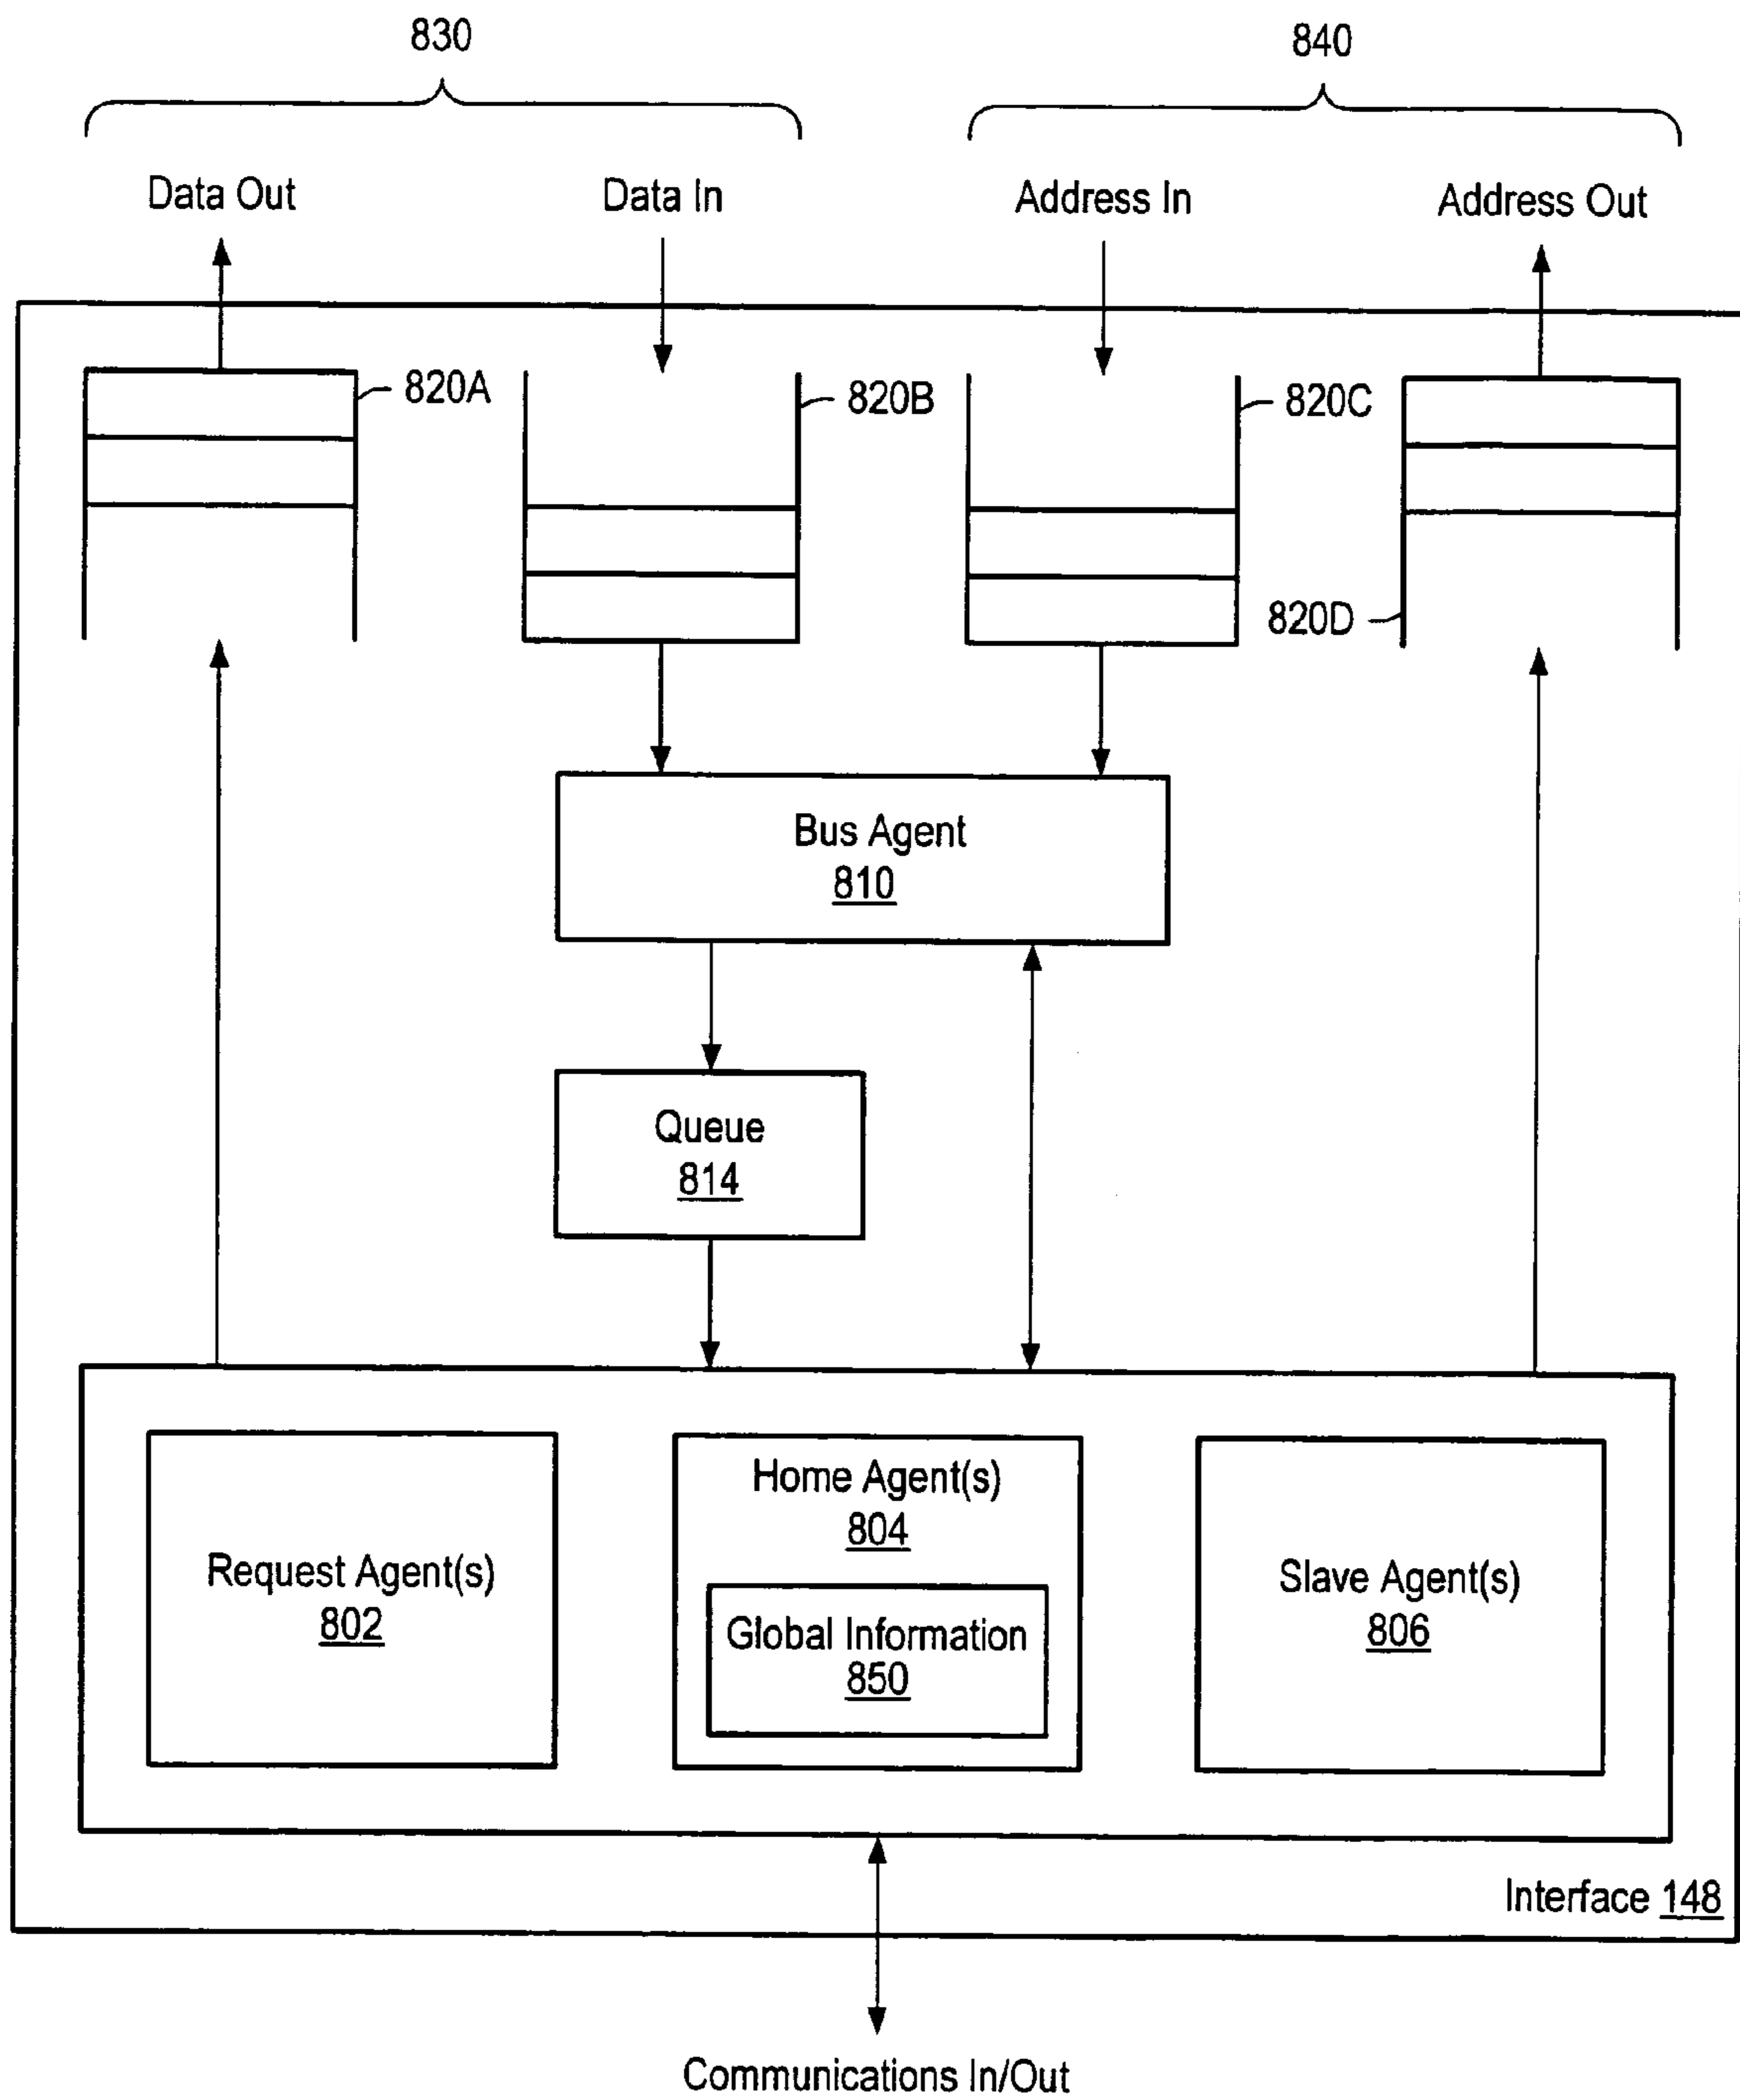 830
840
Data Out
Data In
Address In
Address Out
820A
820B
820C
820D
Bus Agent
810
Queue
814
Request Agent(s)
802
Home Agent(s)
804
Global Information
850
Slave Agent(s)
806
Interface 148
Communications In/Out